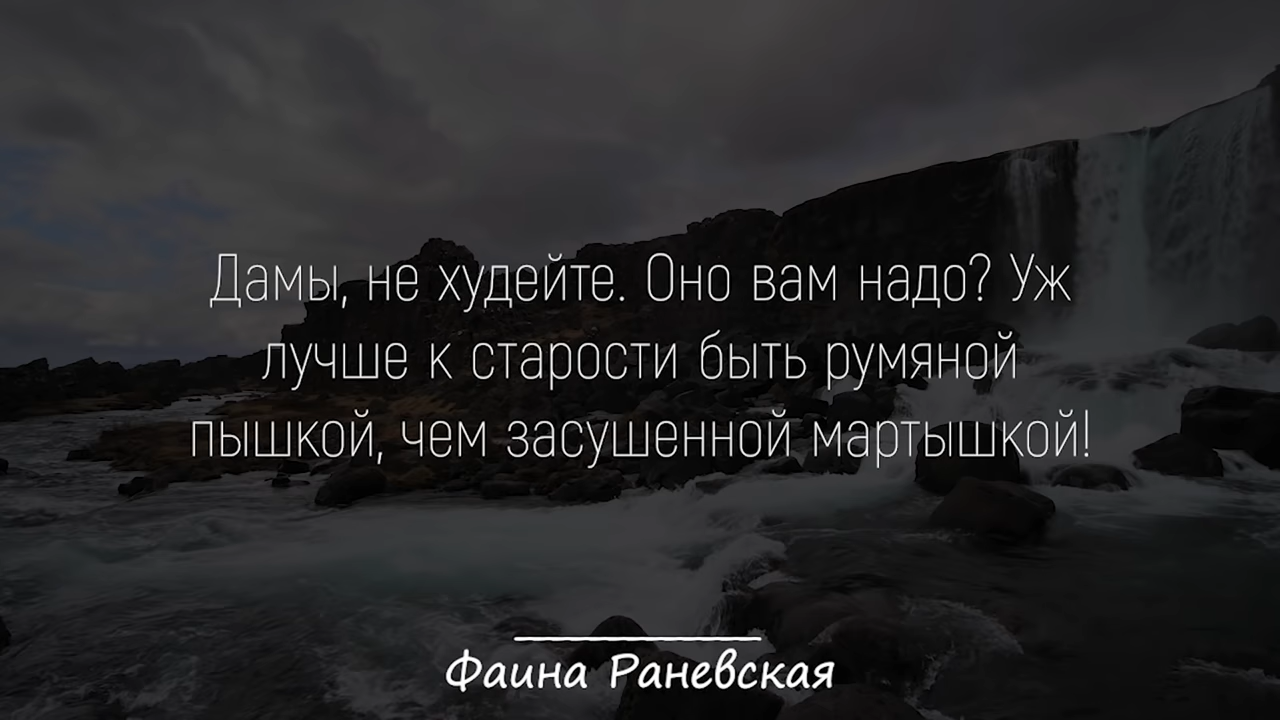 Дамы, не худейте. Оно вам надо? Уж
лучше к старости быть румяной
пышкой, чем засушенной мартышкой!
Фаина Раневская